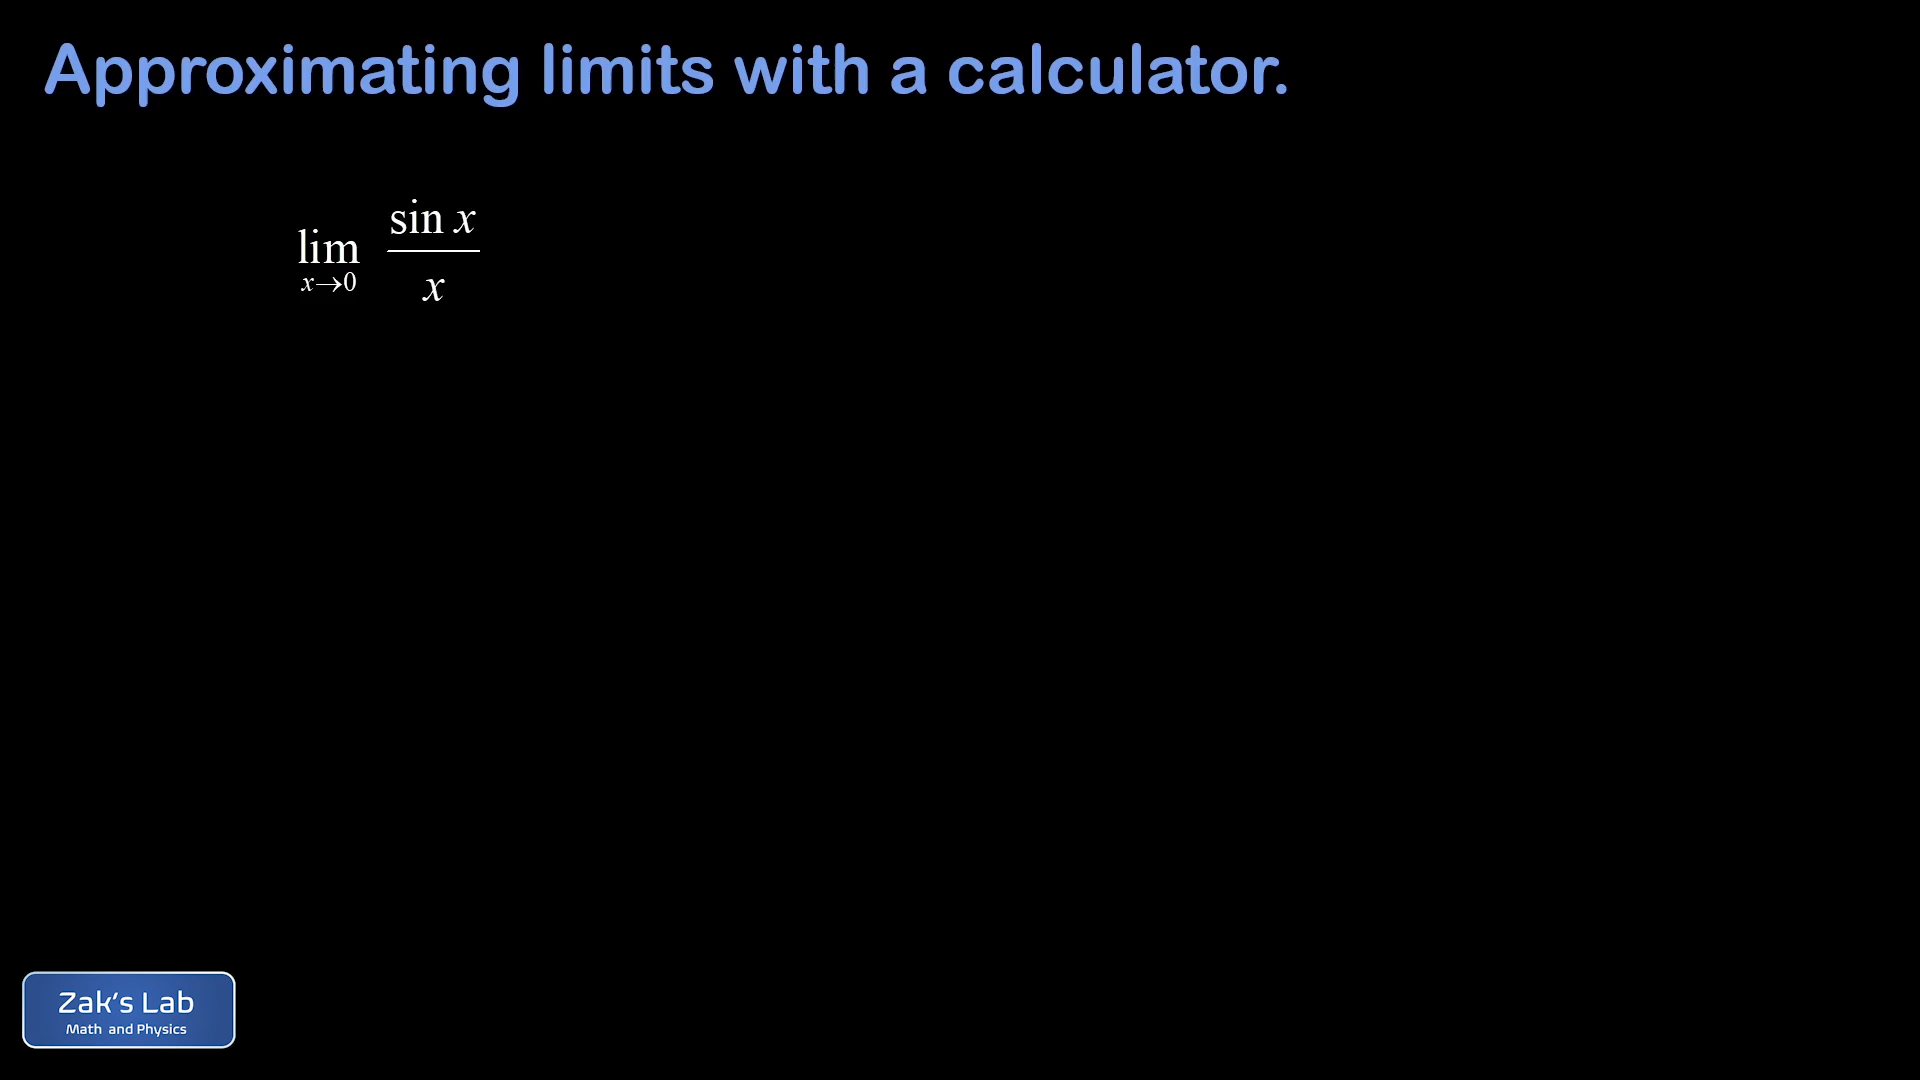 Approximating limits with a calculator.
lim x→0 sin x / x
Zak's Lab
Math and Physics